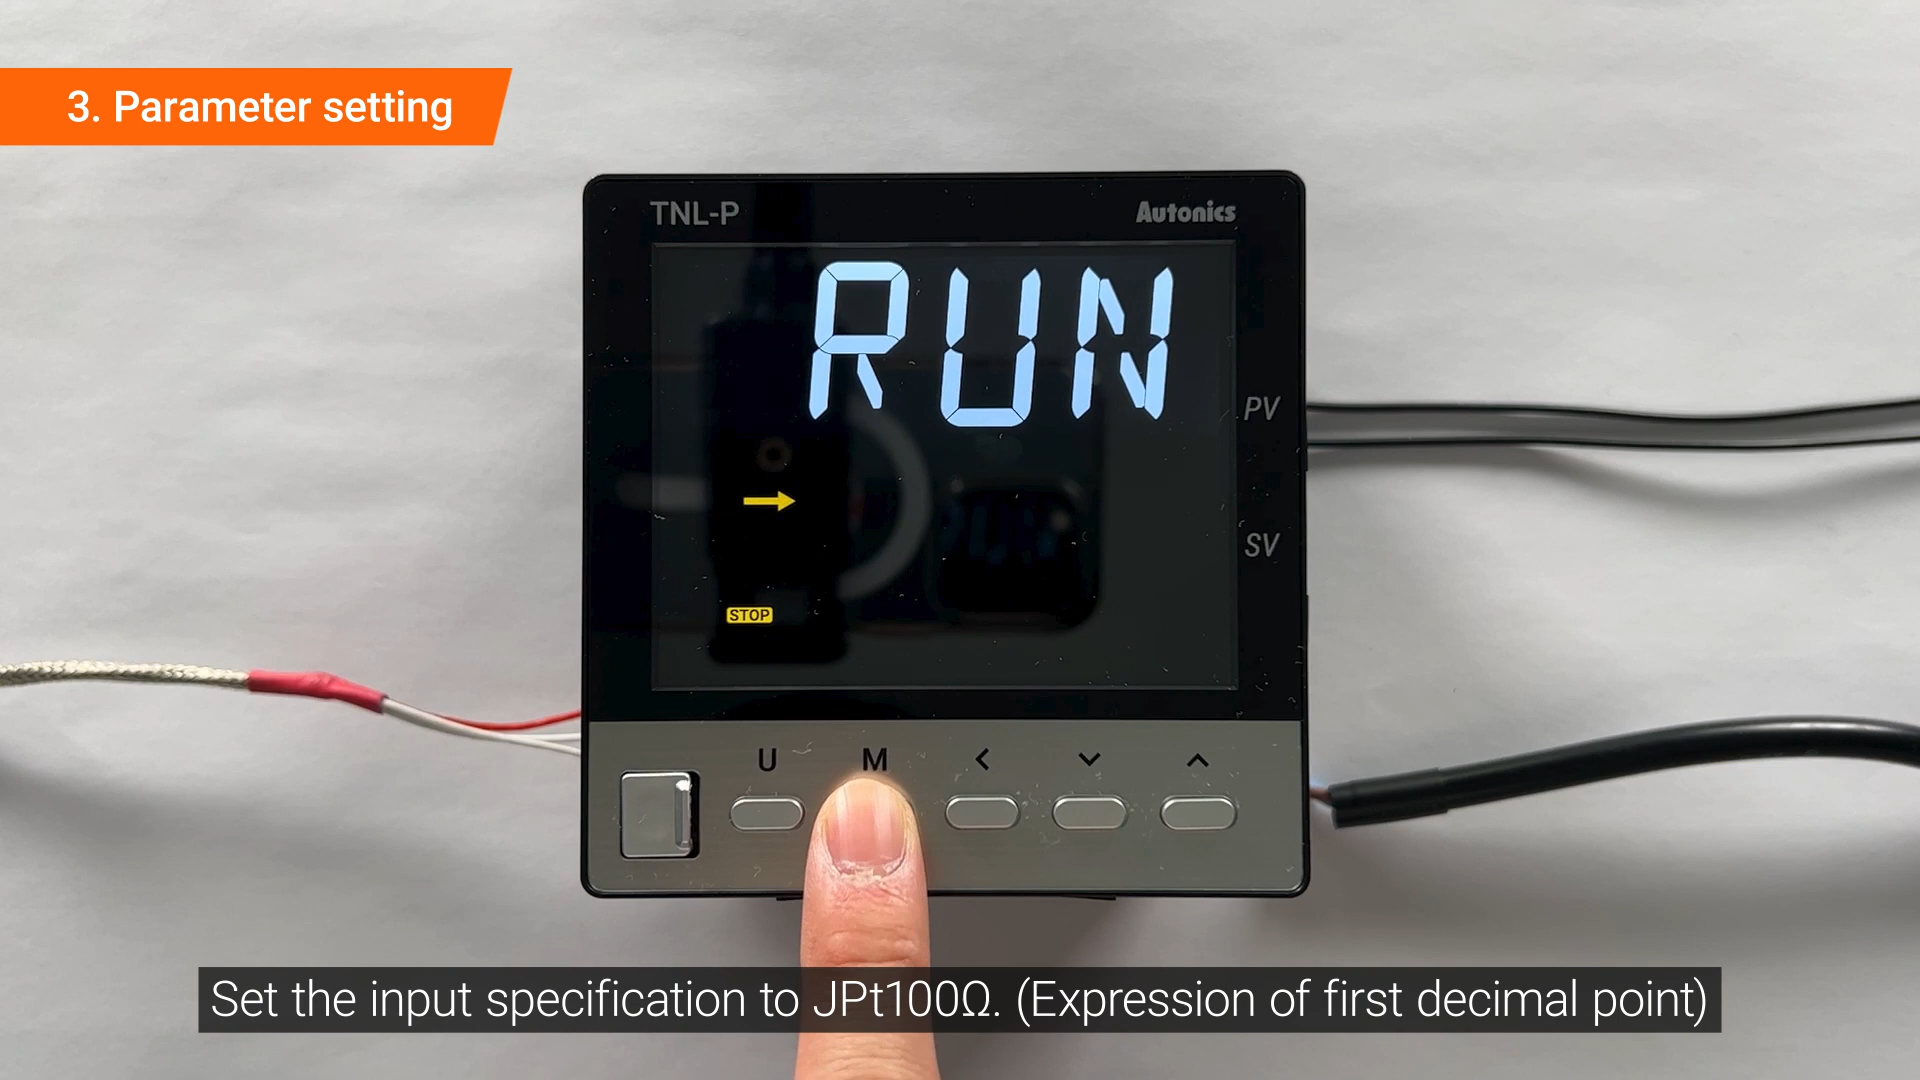 3. Parameter setting
TNL-P
Autonics
RUN
PV
SV
STOP
U M
Set the input specification to JPt100Ω. (Expression of first decimal point)